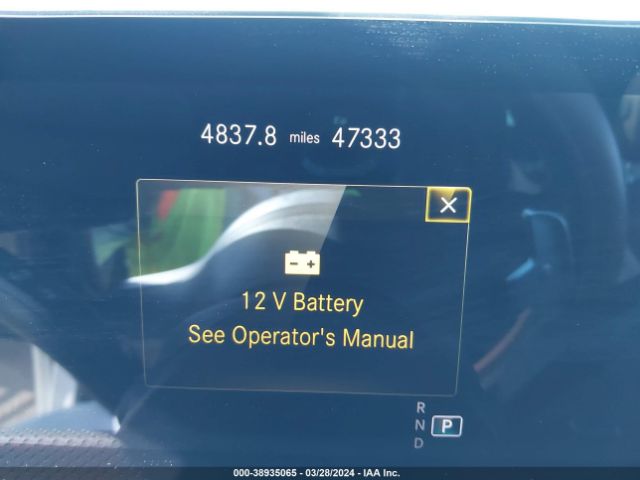 4837.8 miles 47333
×
12 V Battery
See Operator's Manual
R
N P
D
000-38935065 - 03/28/2024 - IAA Inc.